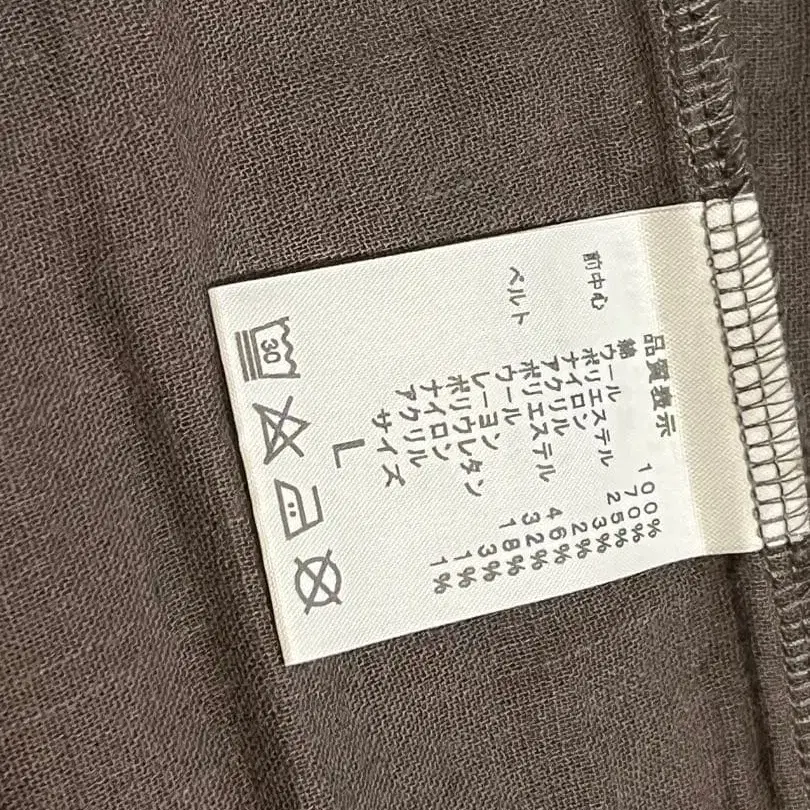 品質表示
綿 100%
前中心 ウール 70%
ポリエステル 25%
ナイロン 3%
アクリル 2%
ベルト ポリエステル 46%
ウール 32%
レーヨン 18%
ポリウレタン 3%
ナイロン 1%
アクリル 1%
サイズ
L
30